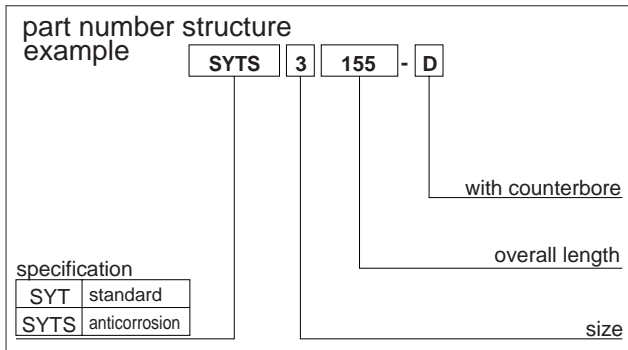 part number structure
example
SYTS 3 155 - D
with counterbore
overall length
specification
SYT standard
SYTS anticorrosion
size